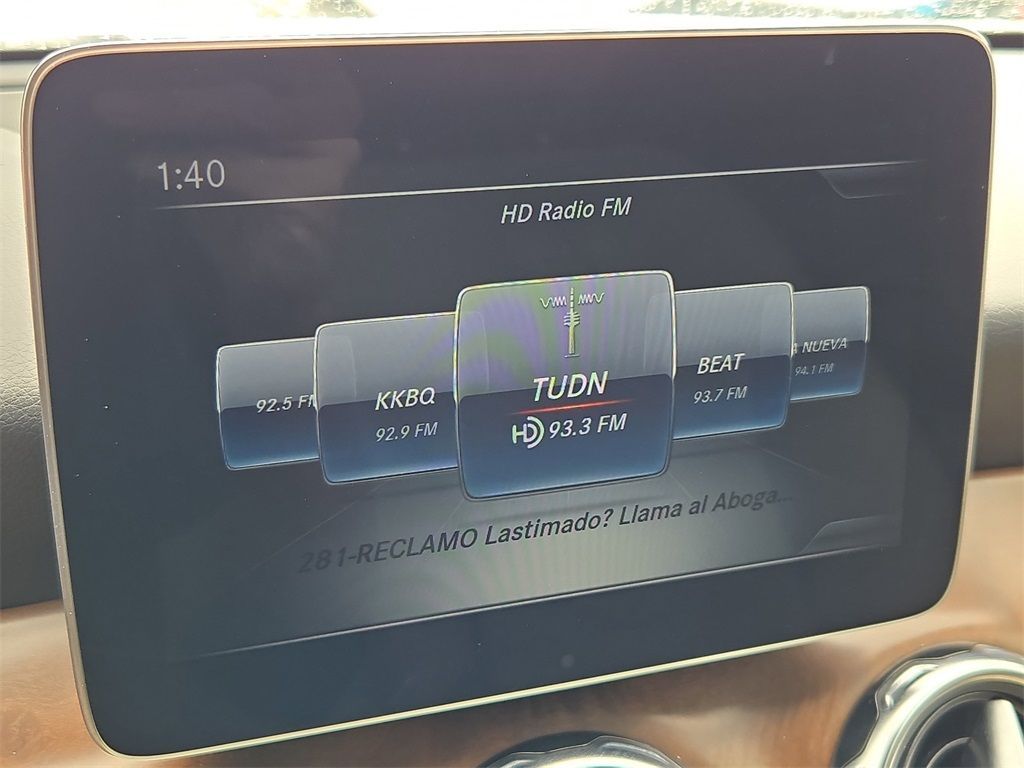 1:40
HD Radio FM
92.5 FM
KKBQ
92.9 FM
TUDN
HD 93.3 FM
BEAT
93.7 FM
A NUEVA
94.1 FM
281-RECLAMO Lastimado? Llama al Aboga...